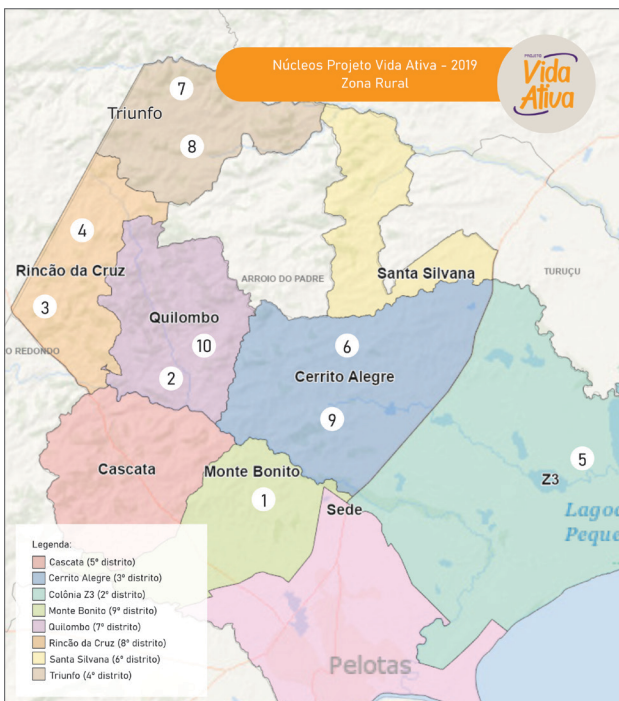 Núcleos Projeto Vida Ativa - 2019
Zona Rural
PROJETO
Vida
Ativa
7
Triunfo
8
4
Rincão da Cruz
3
O REDONDO
ARROIO DO PADRE
Santa Silvana
TURUÇU
Quilombo
10
2
6
Cerrito Alegre
9
Cascata
Monte Bonito
1
Sede
5
Z3
Lagoa
Peque
Pelotas
Legenda:
Cascata (5º distrito)
Cerrito Alegre (3º distrito)
Colônia Z3 (2º distrito)
Monte Bonito (9º distrito)
Quilombo (7º distrito)
Rincão da Cruz (8º distrito)
Santa Silvana (6º distrito)
Triunfo (4º distrito)